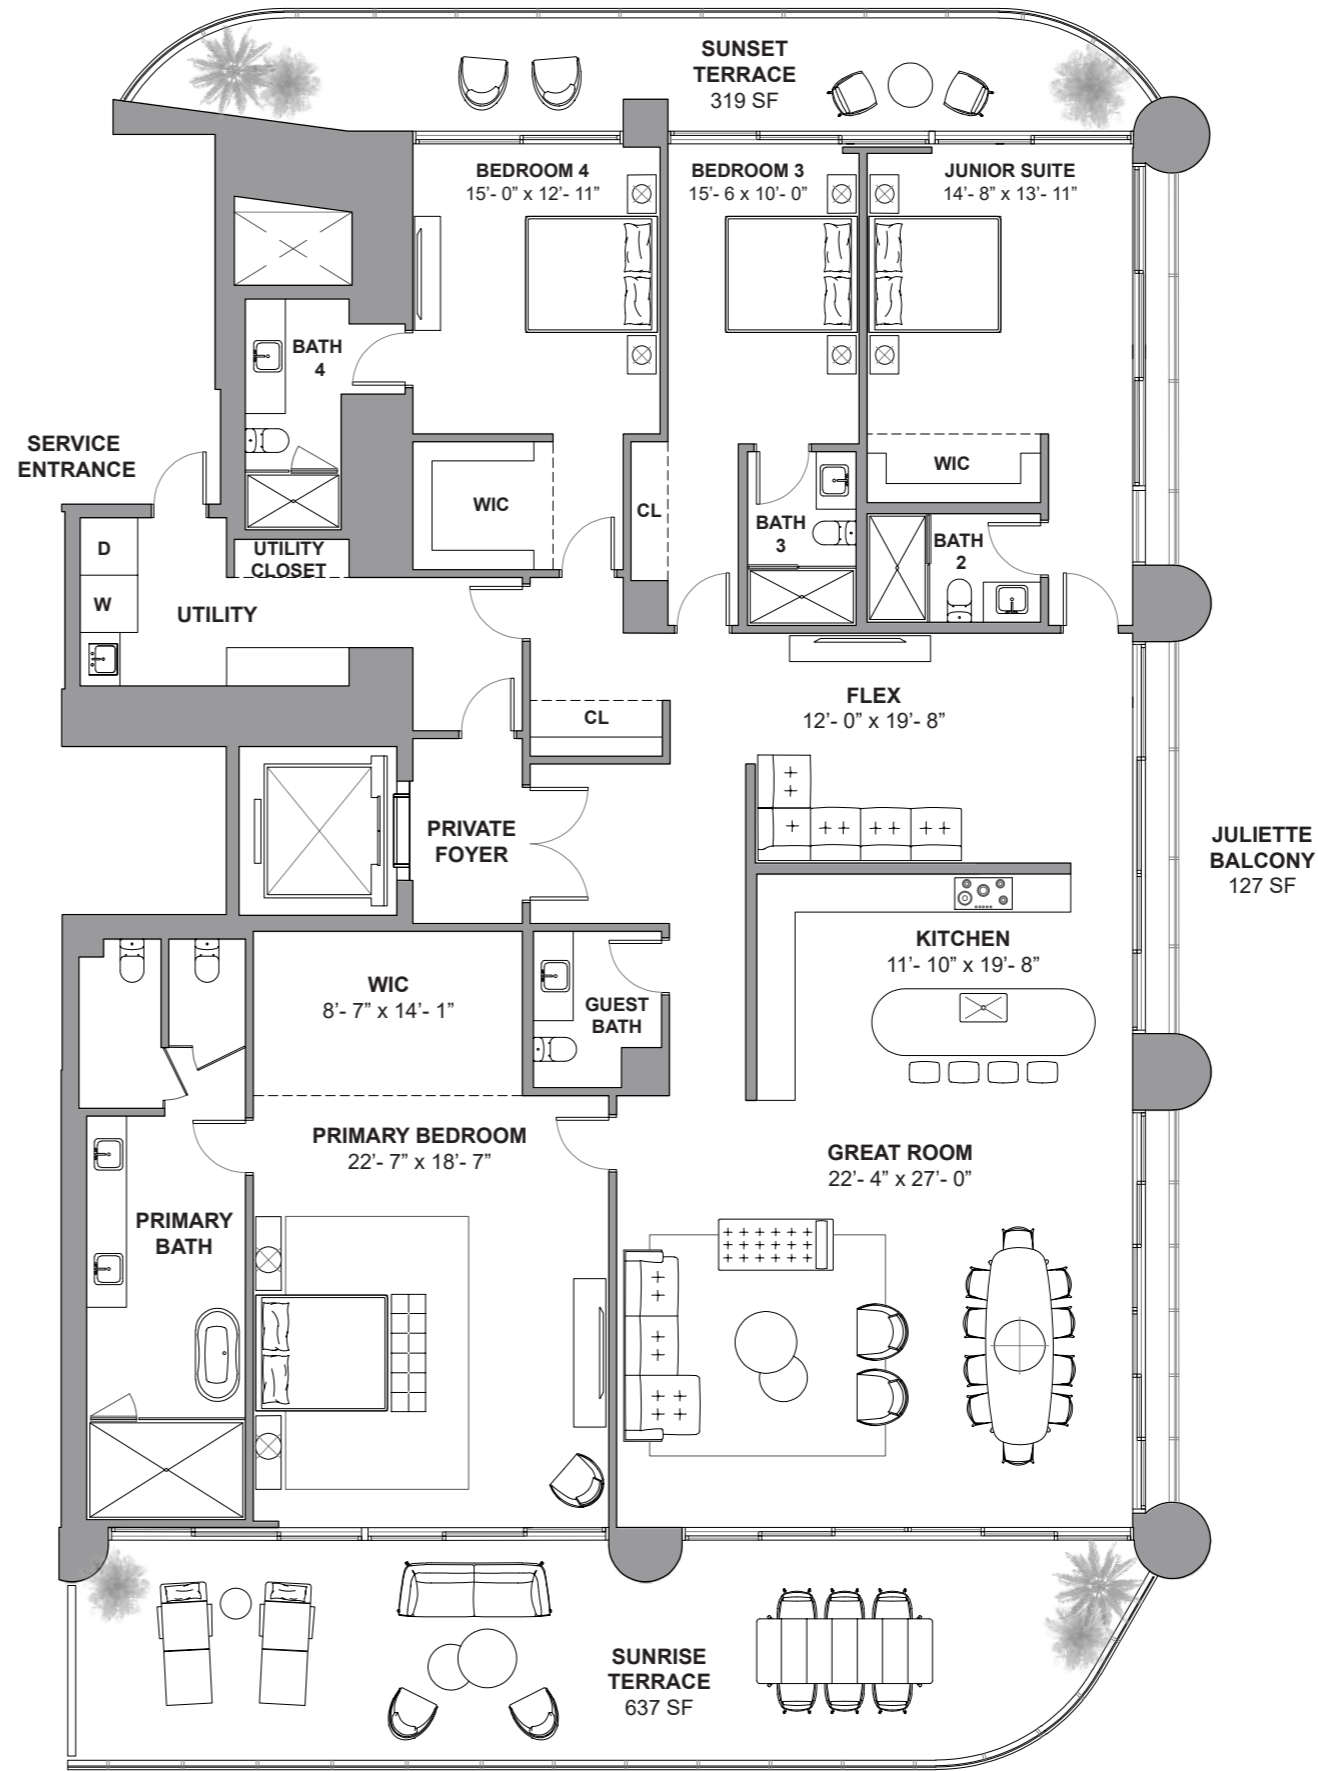 SUNSET
TERRACE
319 SF
BEDROOM 4
15’- 0” x 12’- 11”
BEDROOM 3
15’- 6 x 10’- 0”
JUNIOR SUITE
14’- 8” x 13’- 11”
BATH
4
SERVICE
ENTRANCE
WIC
CL
WIC
BATH
3
BATH
2
D
W
UTILITY
CLOSET
UTILITY
CL
FLEX
12’- 0” x 19’- 8”
PRIVATE
FOYER
JULIETTE
BALCONY
127 SF
KITCHEN
11’- 10” x 19’- 8”
WIC
8’- 7” x 14’- 1”
GUEST
BATH
PRIMARY BEDROOM
22’- 7” x 18’- 7”
GREAT ROOM
22’- 4” x 27’- 0”
PRIMARY
BATH
SUNRISE
TERRACE
637 SF